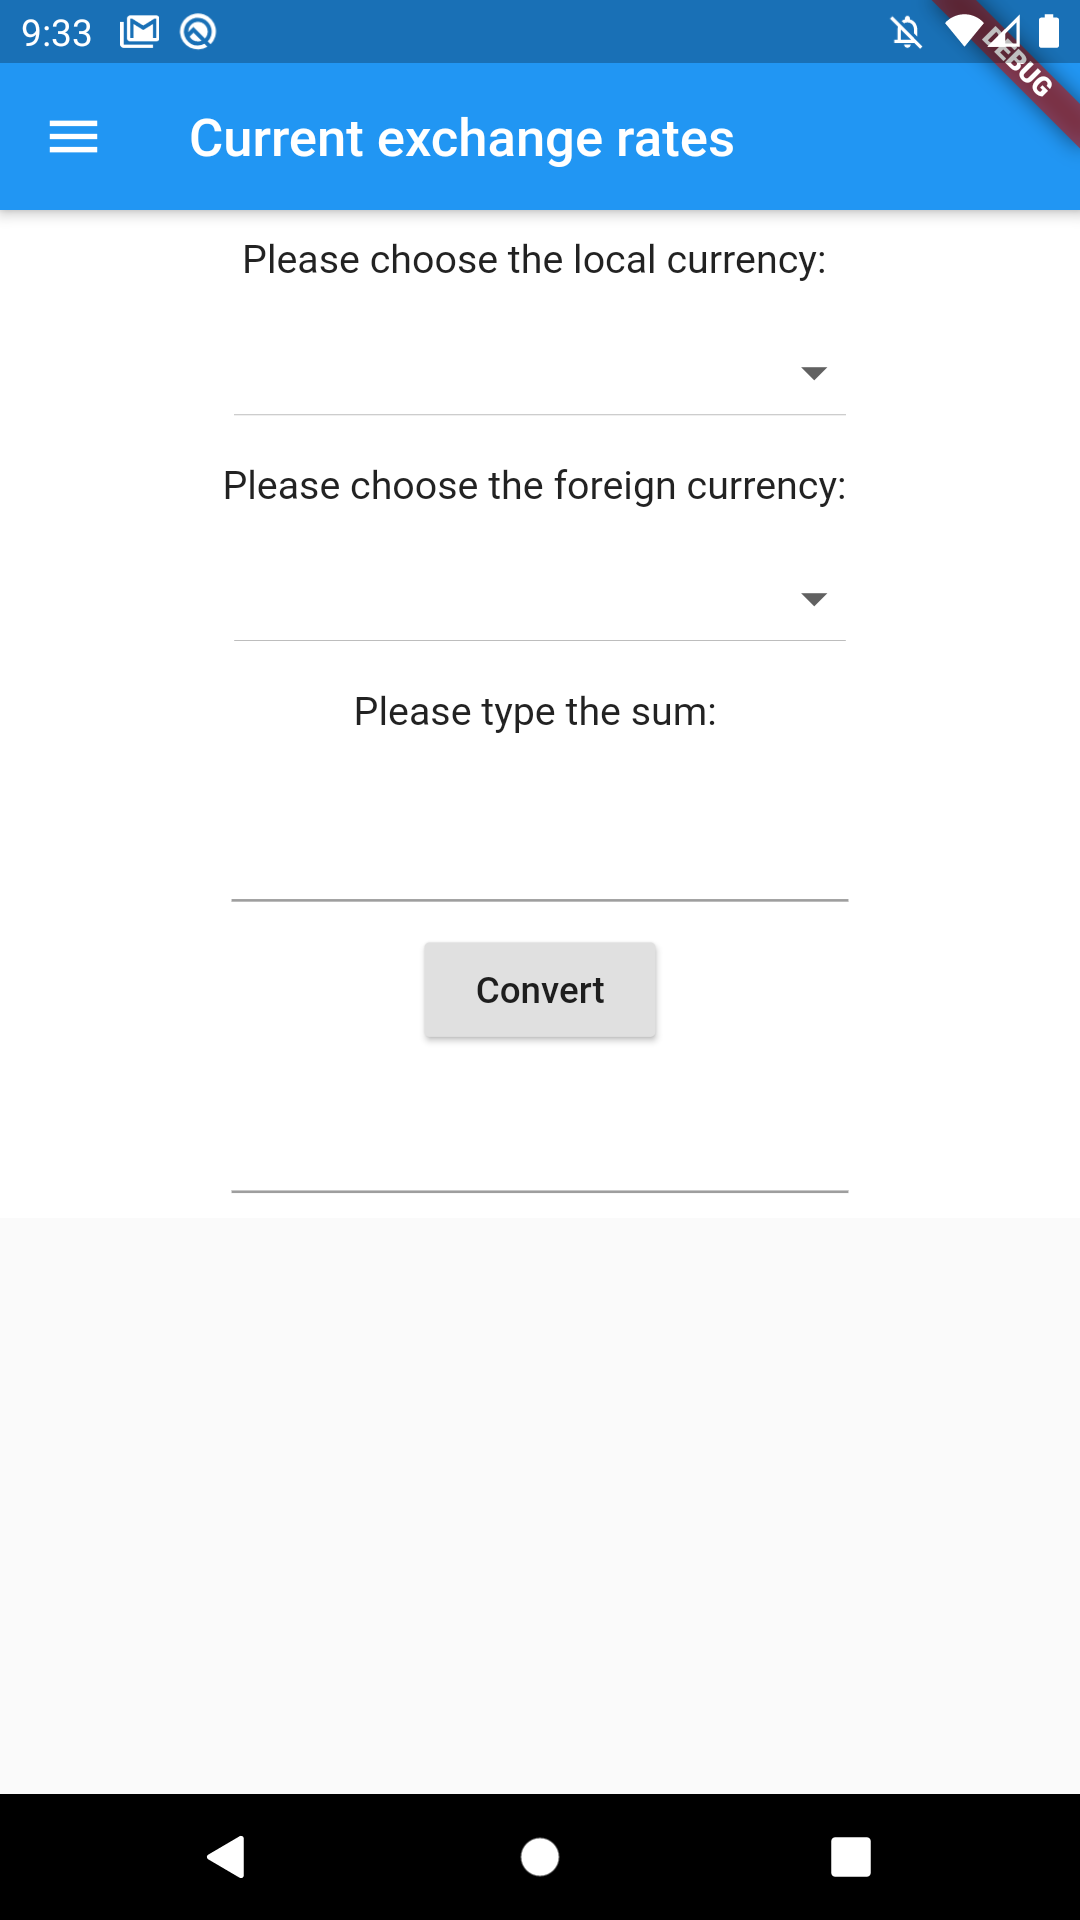 9:33
DEBUG
Current exchange rates
Please choose the local currency:
Please choose the foreign currency:
Please type the sum:
Convert